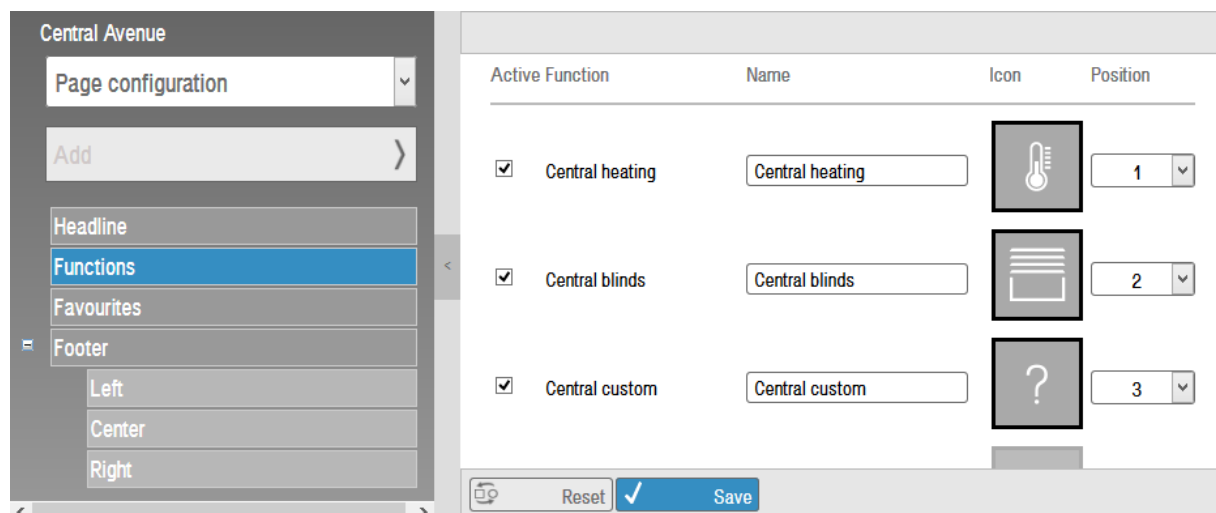 Central Avenue
Page configuration
Add
Headline
Functions
Favourites
Footer
Left
Center
Right
Active Function Name Icon Position
Central heating Central heating 1
Central blinds Central blinds 2
Central custom Central custom ? 3
Reset Save